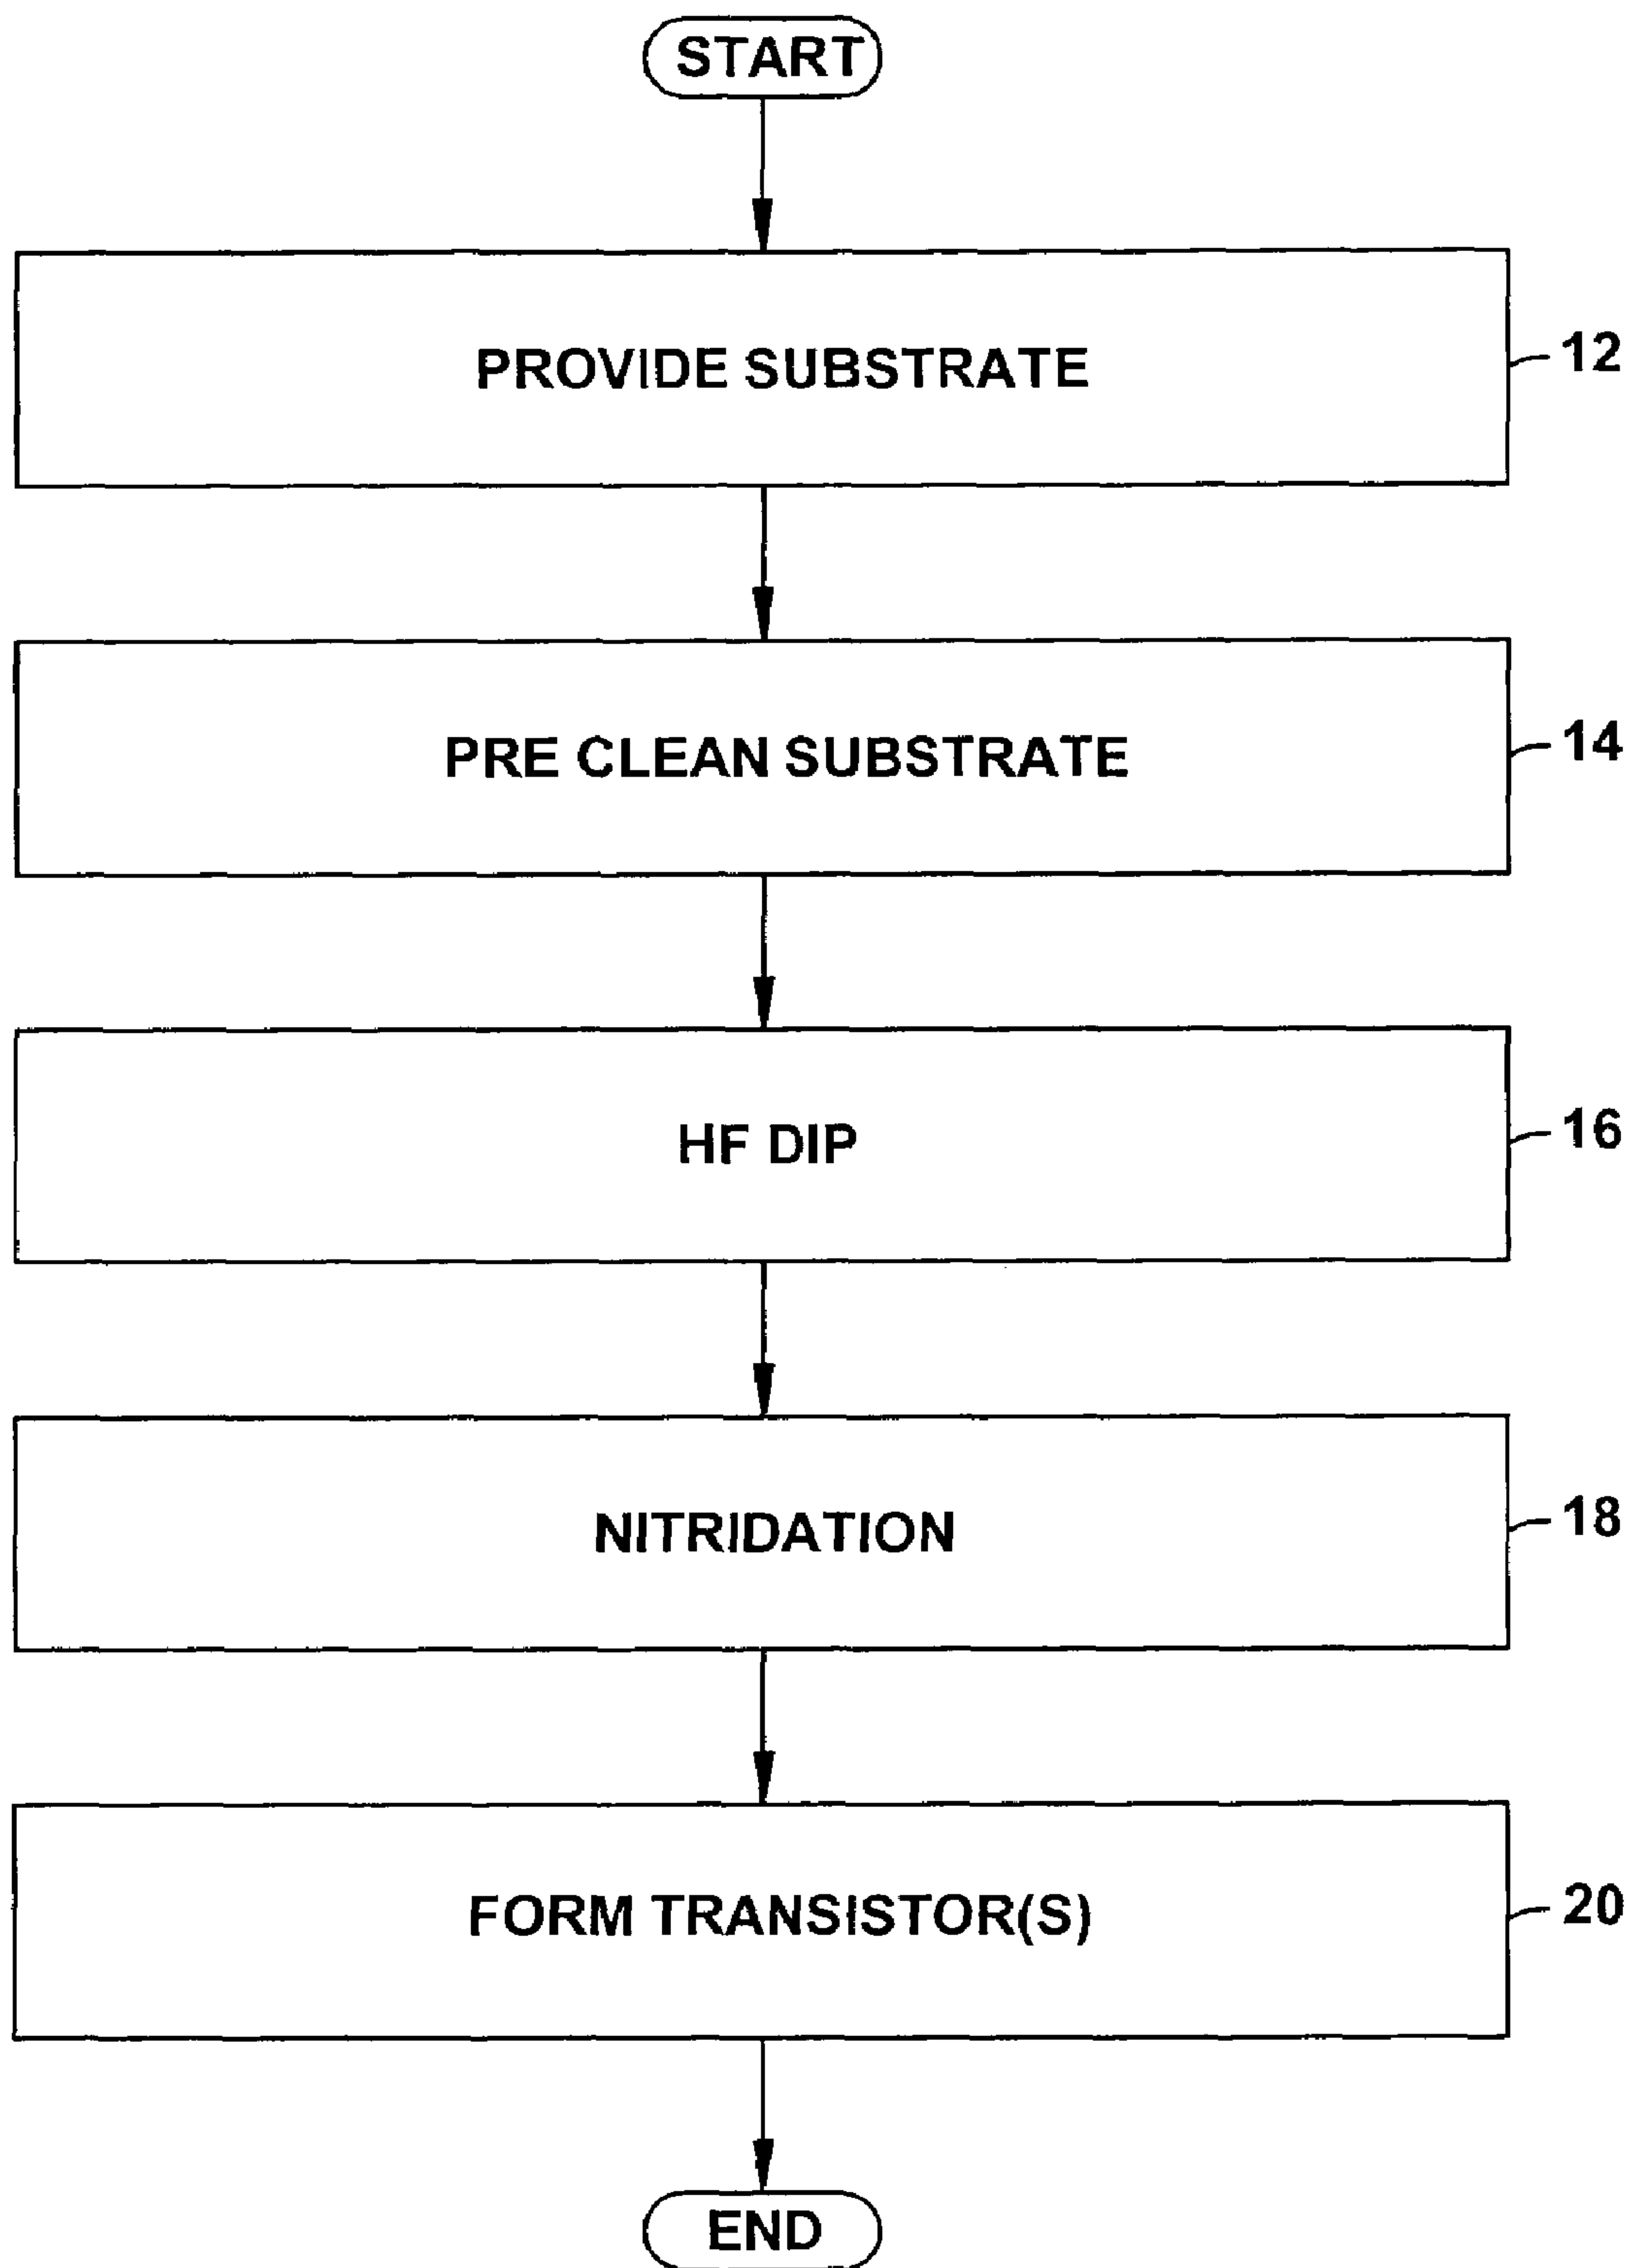 START
PROVIDE SUBSTRATE
12
PRE CLEAN SUBSTRATE
14
HF DIP
16
NITRIDATION
18
FORM TRANSISTOR(S)
20
END